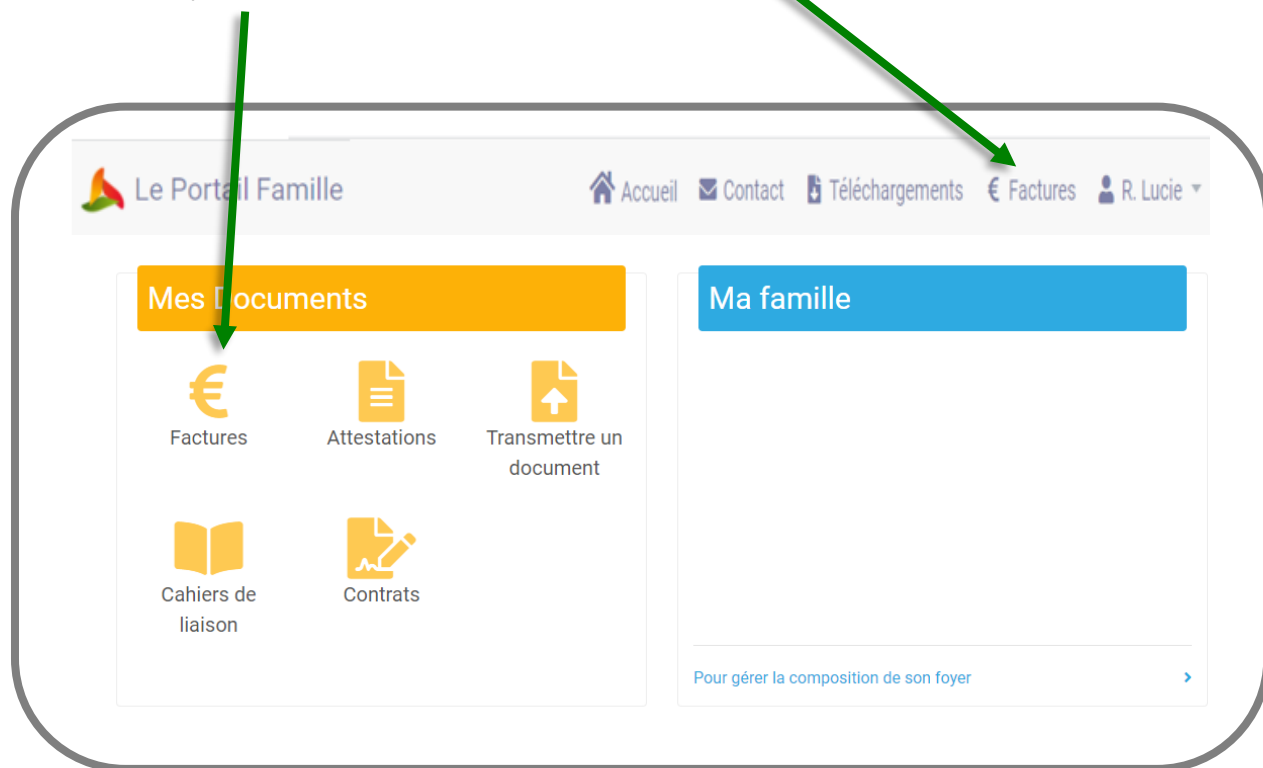 Le Portail Famille
Accueil Contact Téléchargements € Factures R. Lucie
Mes Documents
€
Factures
Attestations
Transmettre un
document
Cahiers de
liaison
Contrats
Ma famille
Pour gérer la composition de son foyer